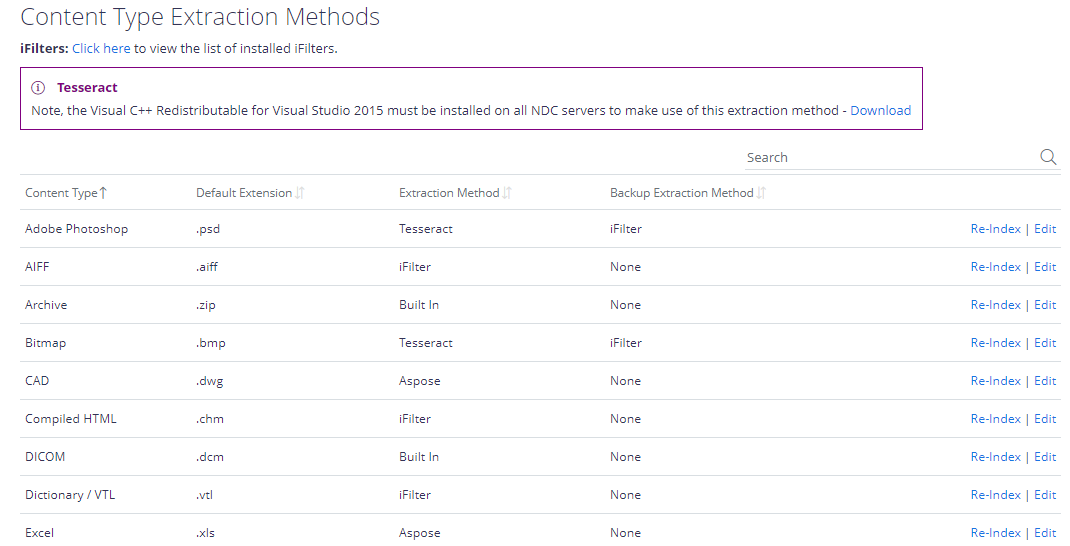 Content Type Extraction Methods
iFilters: Click here to view the list of installed iFilters.
Tesseract
Note, the Visual C++ Redistributable for Visual Studio 2015 must be installed on all NDC servers to make use of this extraction method - Download
Search
Content Type Default Extension Extraction Method Backup Extraction Method
Adobe Photoshop .psd Tesseract iFilter Re-Index | Edit
AIFF .aiff iFilter None Re-Index | Edit
Archive .zip Built In None Re-Index | Edit
Bitmap .bmp Tesseract iFilter Re-Index | Edit
CAD .dwg Aspose None Re-Index | Edit
Compiled HTML .chm iFilter None Re-Index | Edit
DICOM .dcm Built In None Re-Index | Edit
Dictionary / VTL .vtl iFilter None Re-Index | Edit
Excel .xls Aspose None Re-Index | Edit